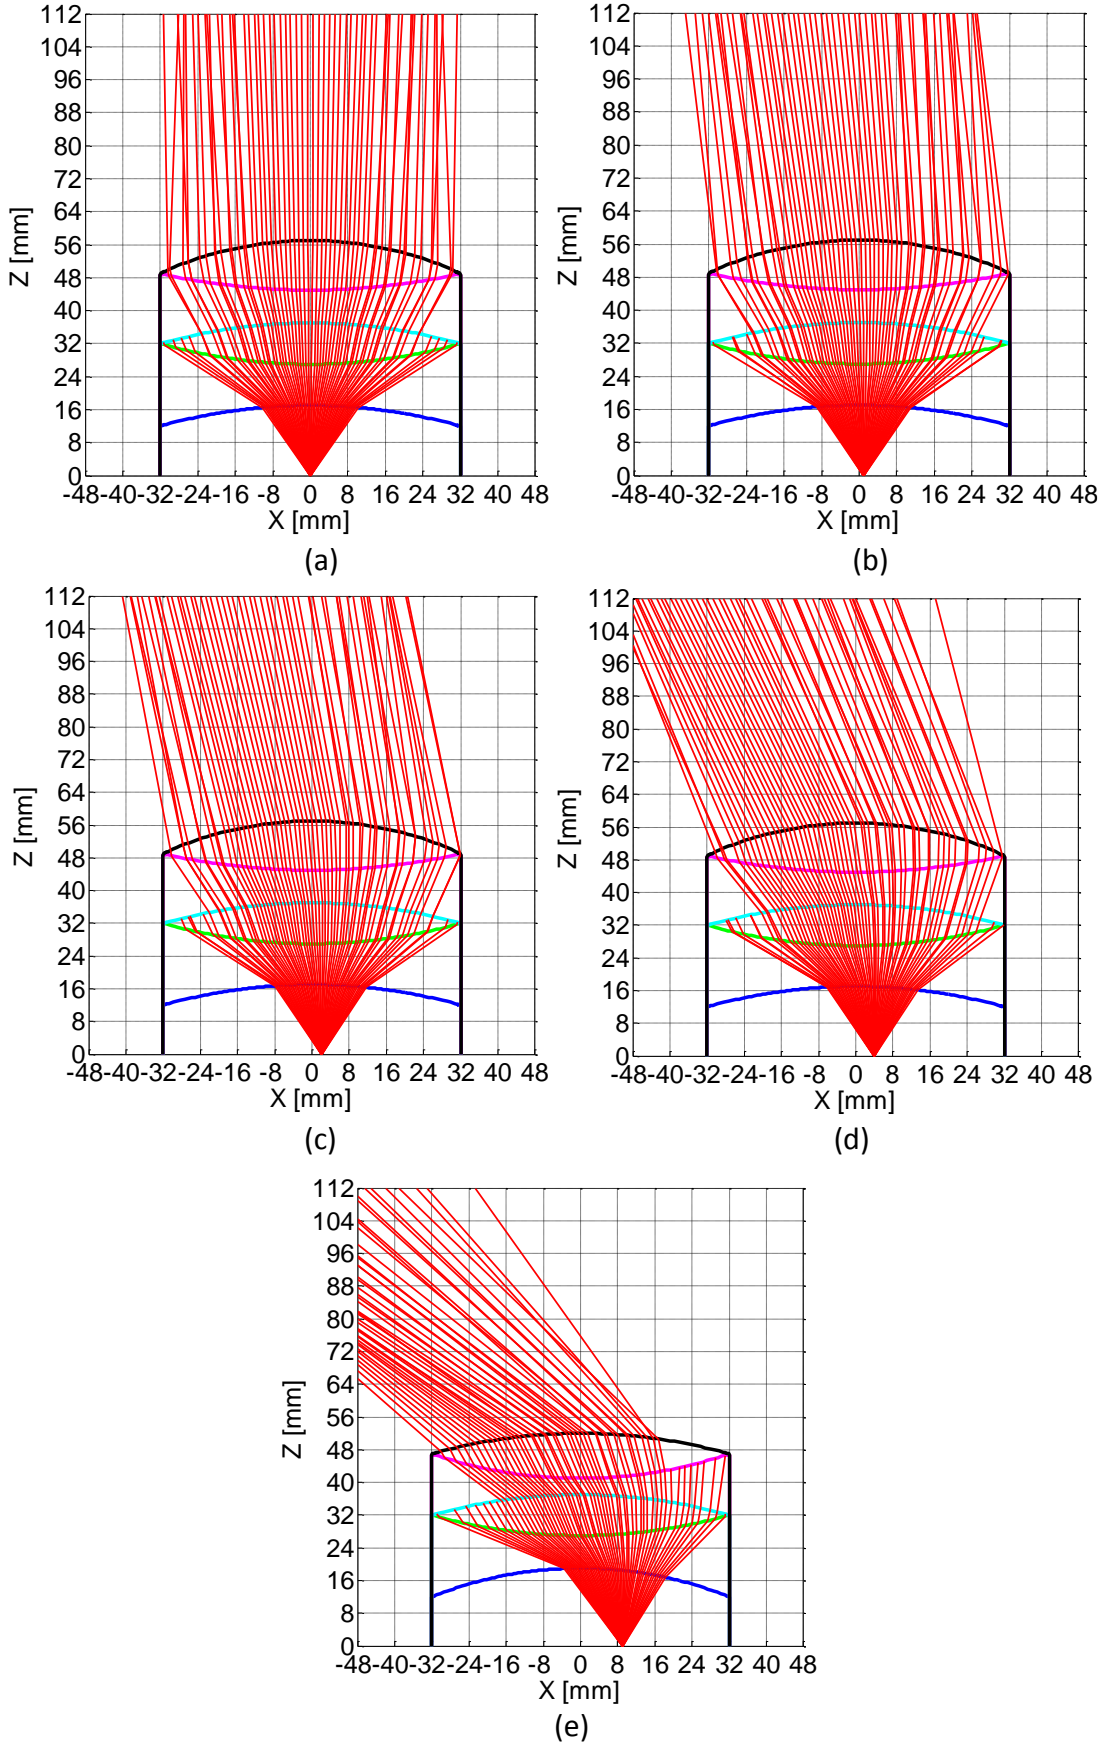 112 104 96 88 80 72 64 56 48 40 32 24 16 8 0
Z [mm]
-48-40-32-24-16 -8 0 8 16 24 32 40 48
X [mm]
(a)
112 104 96 88 80 72 64 56 48 40 32 24 16 8 0
Z [mm]
-48-40-32-24-16 -8 0 8 16 24 32 40 48
X [mm]
(b)
112 104 96 88 80 72 64 56 48 40 32 24 16 8 0
Z [mm]
-48-40-32-24-16 -8 0 8 16 24 32 40 48
X [mm]
(c)
112 104 96 88 80 72 64 56 48 40 32 24 16 8 0
Z [mm]
-48-40-32-24-16 -8 0 8 16 24 32 40 48
X [mm]
(d)
112 104 96 88 80 72 64 56 48 40 32 24 16 8 0
Z [mm]
-48-40-32-24-16 -8 0 8 16 24 32 40 48
X [mm]
(e)